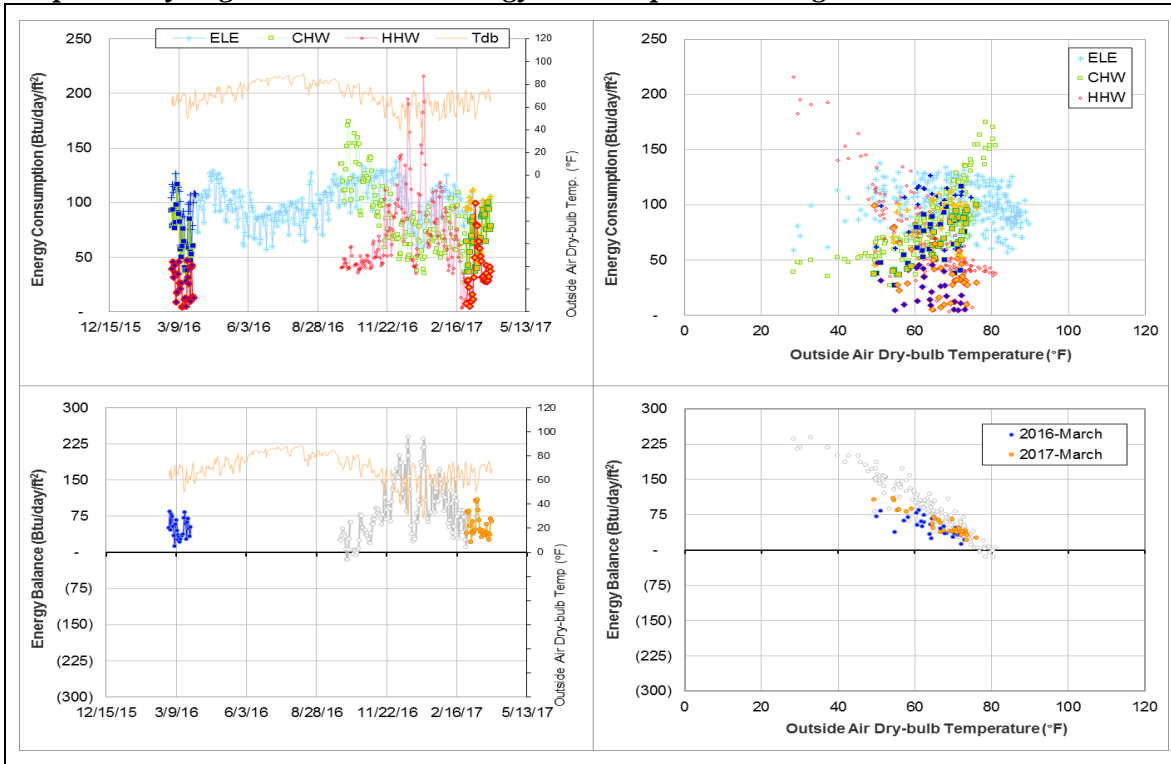 ELE CHW HHW Tdb
Energy Consumption (Btu/day/ft²)
250
200
150
100
50
-
120
100
80
60
40
20
0
Outside Air Dry-bulb Temp. (°F)
12/15/15 3/9/16 6/3/16 8/28/16 11/22/16 2/16/17 5/13/17
Energy Consumption (Btu/day/ft²)
250
200
150
100
50
-
ELE
CHW
HHW
0 20 40 60 80 100 120
Outside Air Dry-bulb Temperature (°F)
Energy Balance (Btu/day/ft²)
300
225
150
75
-
(75)
(150)
(225)
(300)
120
100
80
60
40
20
0
Outside Air Dry-bulb Temp (°F)
12/15/15 3/9/16 6/3/16 8/28/16 11/22/16 2/16/17 5/13/17
Energy Balance (Btu/day/ft²)
300
225
150
75
-
(75)
(150)
(225)
(300)
2016-March
2017-March
0 20 40 60 80 100 120
Outside Air Dry-bulb Temperature (°F)